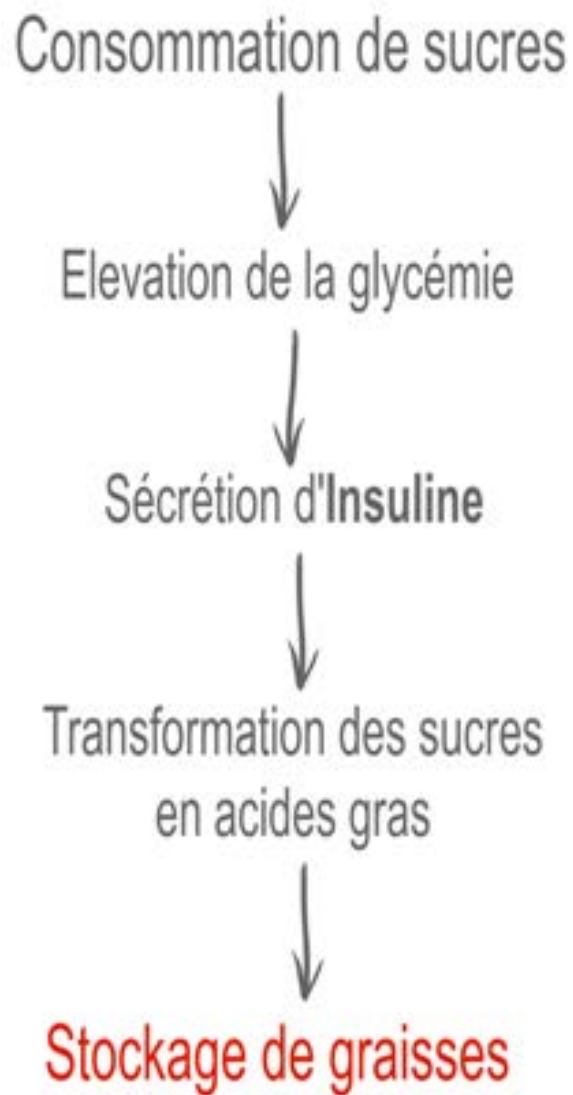 Consommation de sucres
Elevation de la glycémie
Sécrétion d'Insuline
Transformation des sucres
en acides gras
Stockage de graisses